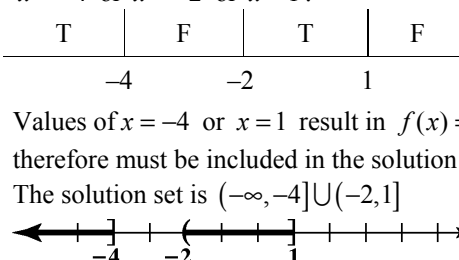 T F T F
–4 –2 1
Values of x = –4 or x = 1 result in f(x) =
therefore must be included in the solution
The solution set is (–∞, –4]∪(–2,1]
–4 –2 1